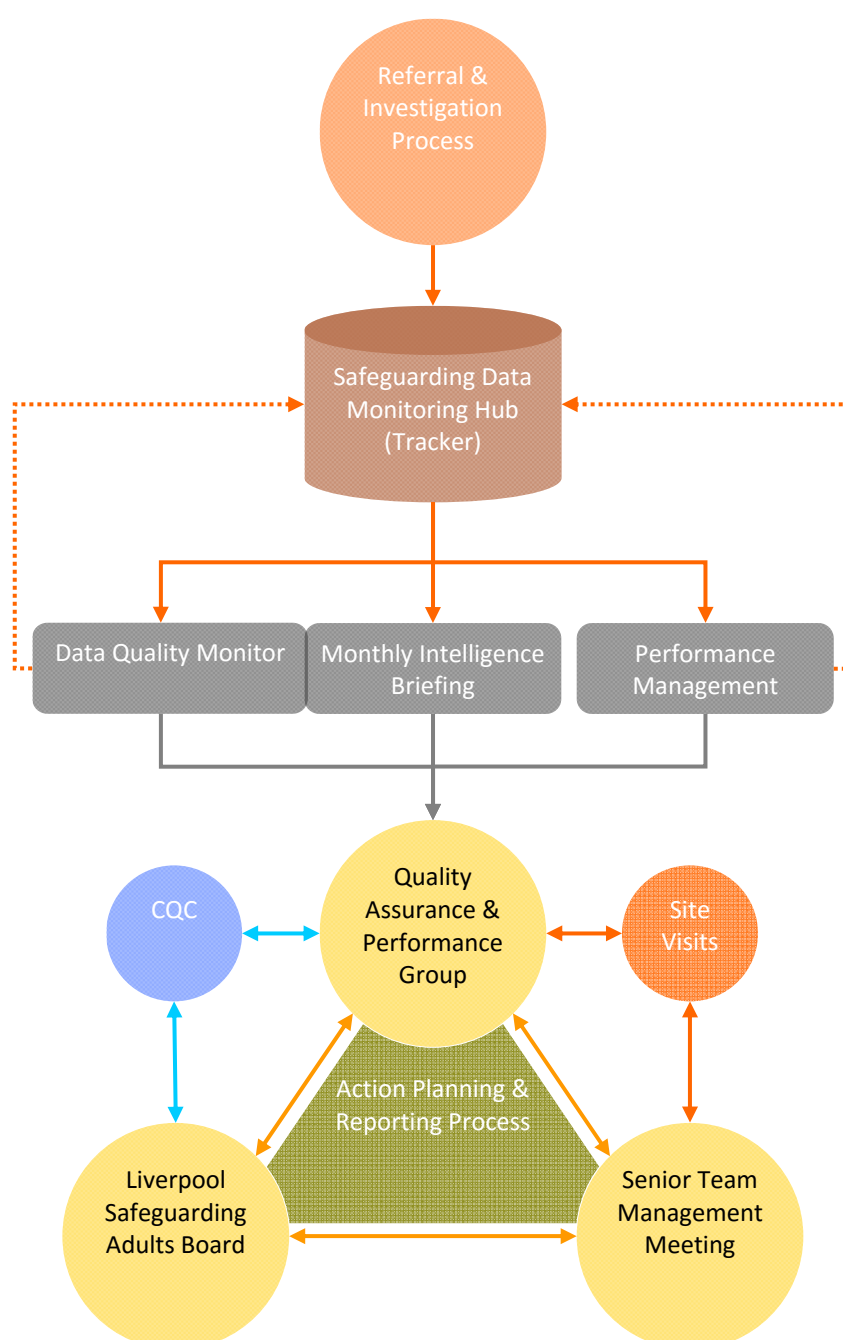 Referral &
Investigation
Process
Safeguarding Data
Monitoring Hub
(Tracker)
Data Quality Monitor
Monthly Intelligence
Briefing
Performance
Management
CQC
Quality
Assurance &
Performance
Group
Site
Visits
Action Planning &
Reporting Process
Liverpool
Safeguarding
Adults Board
Senior Team
Management
Meeting